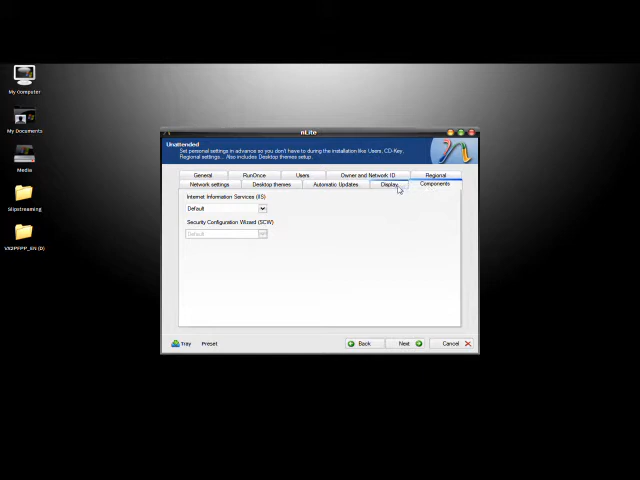 My Computer
My Documents
Media
Slipstreaming
VX2PFPP_EN (D)
nLite
Unattended
Set personal settings in advance so you don't have to during the installation like Users, CD-Key,
Regional settings... Also includes Desktop themes setup.
General RunOnce Users Owner and Network ID Regional
Network settings Desktop themes Automatic Updates Display Components
Internet Information Services (IIS)
Default
Security Configuration Wizard (SCW)
Default
Tray Preset Back Next Cancel